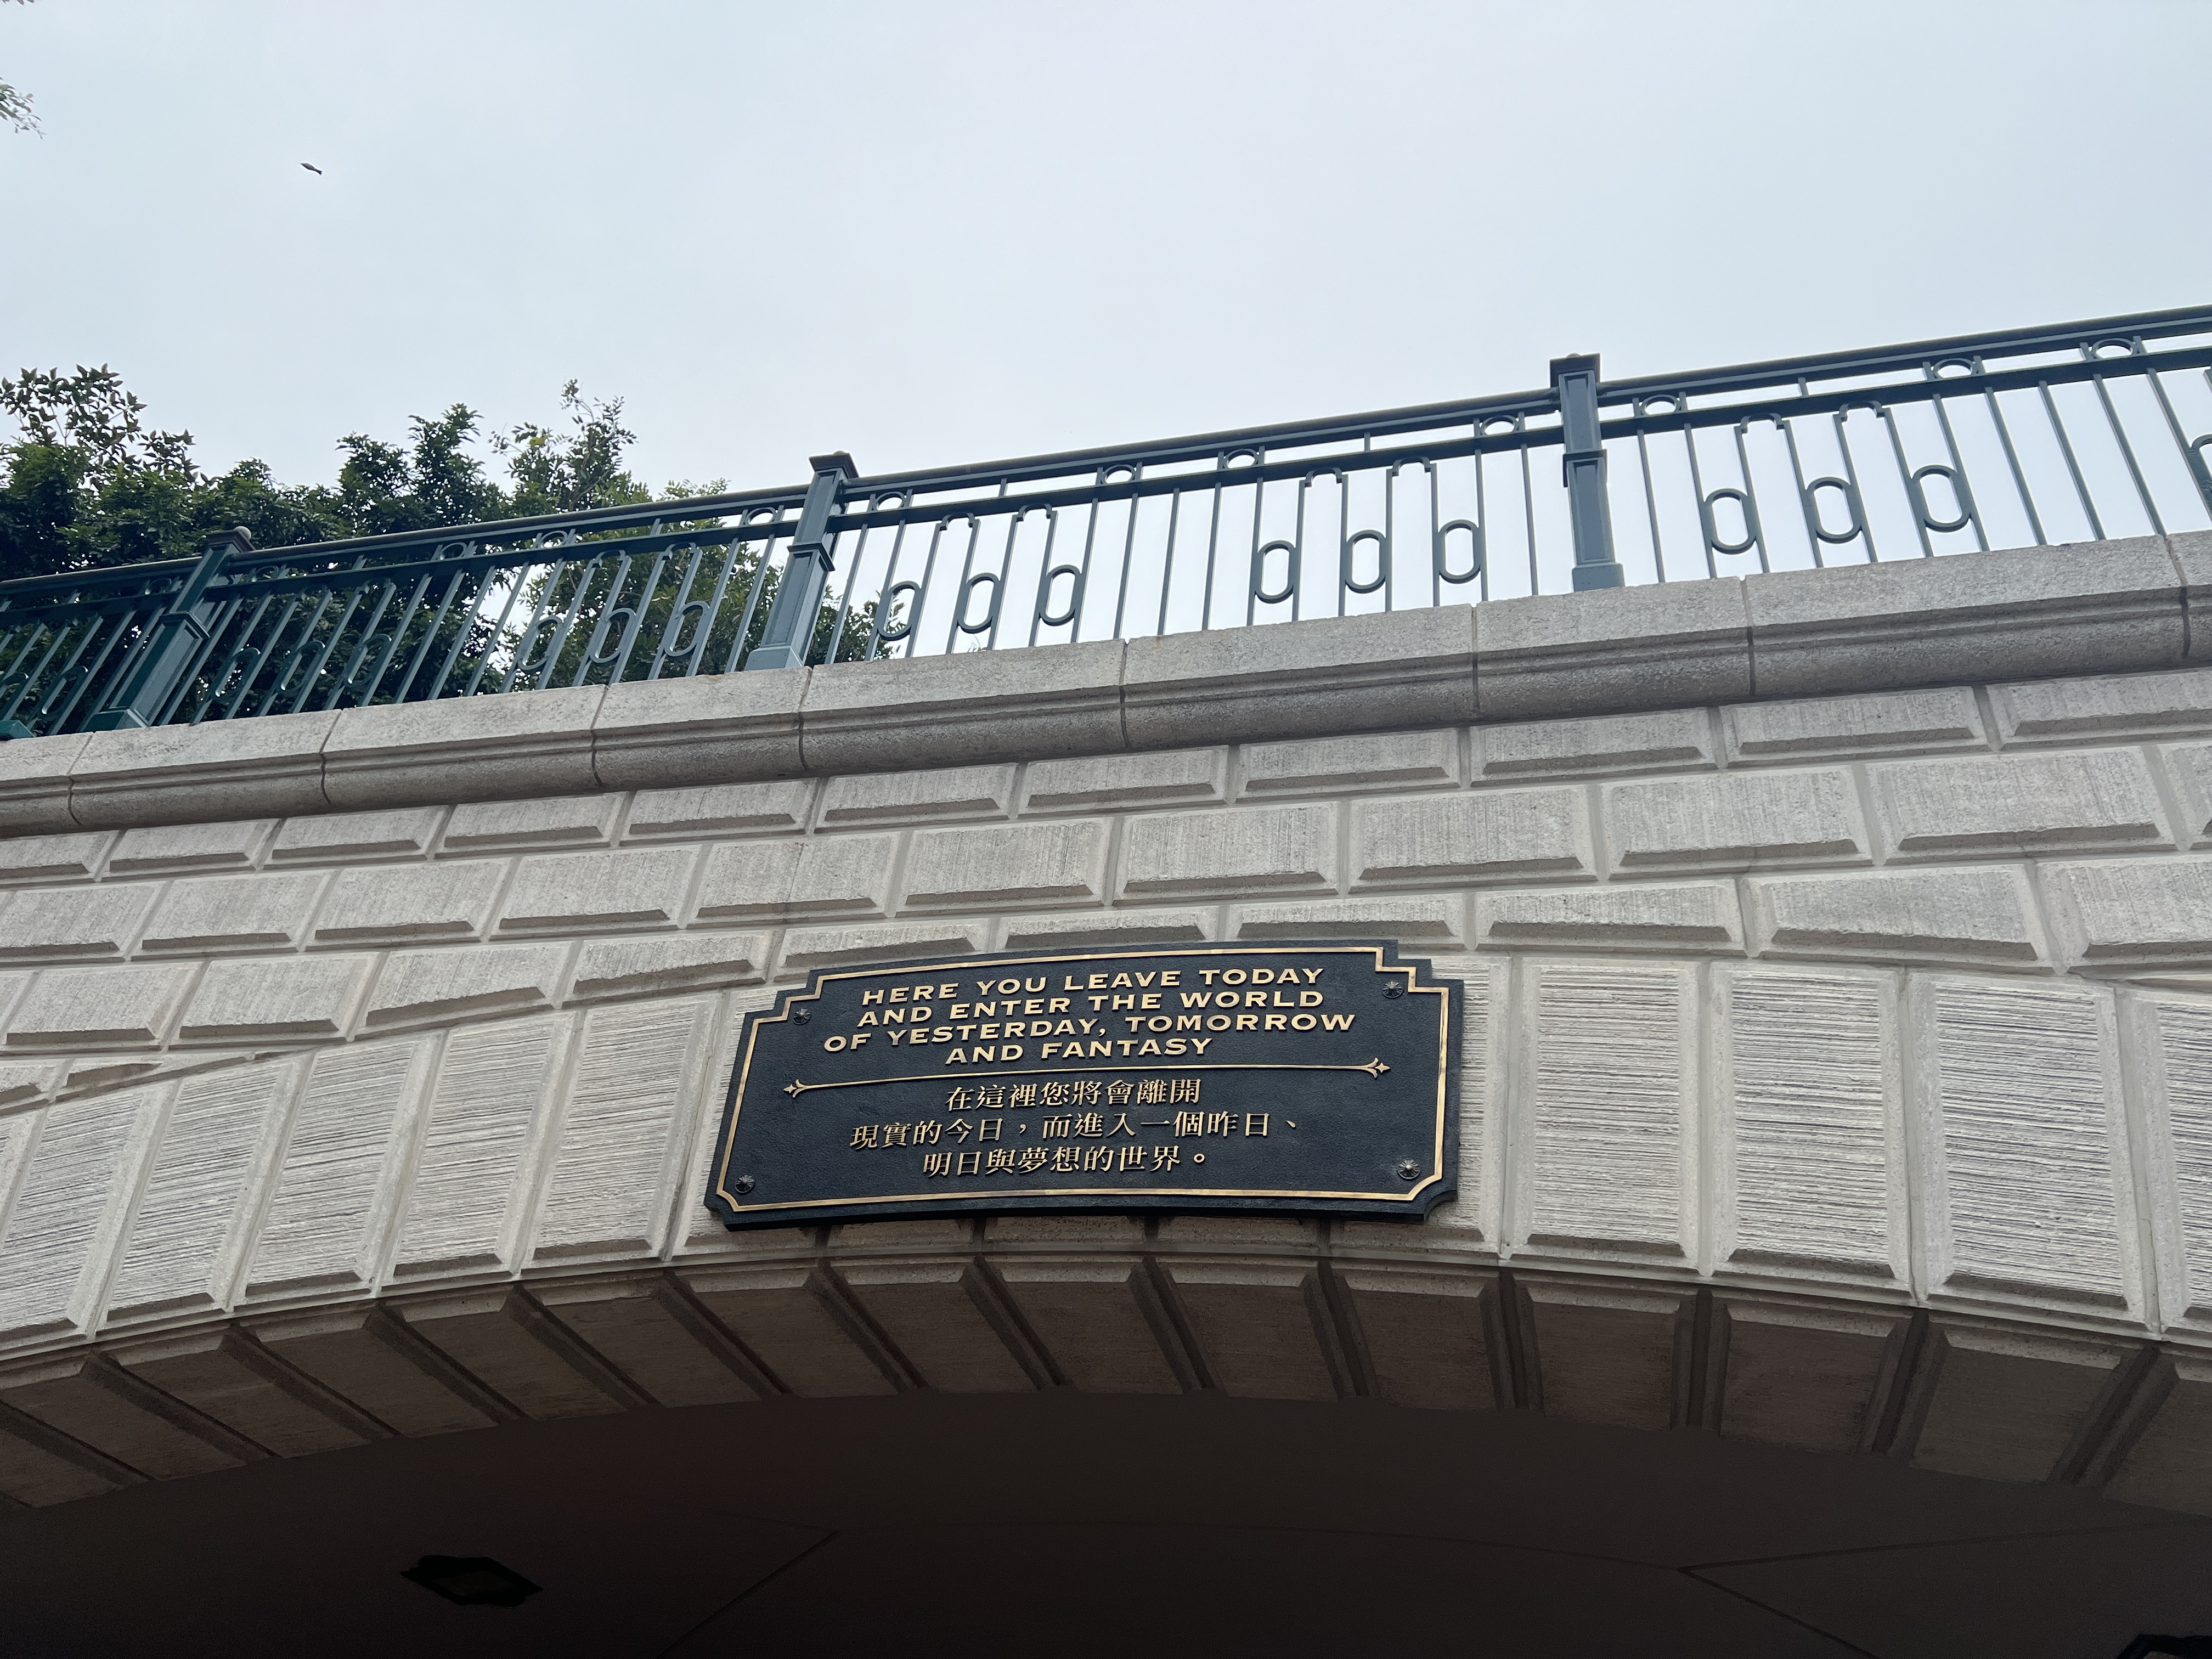 HERE YOU LEAVE TODAY
AND ENTER THE WORLD
OF YESTERDAY, TOMORROW
AND FANTASY
在這裡您將會離開
現實的今日，而進入一個昨日、
明日與夢想的世界。